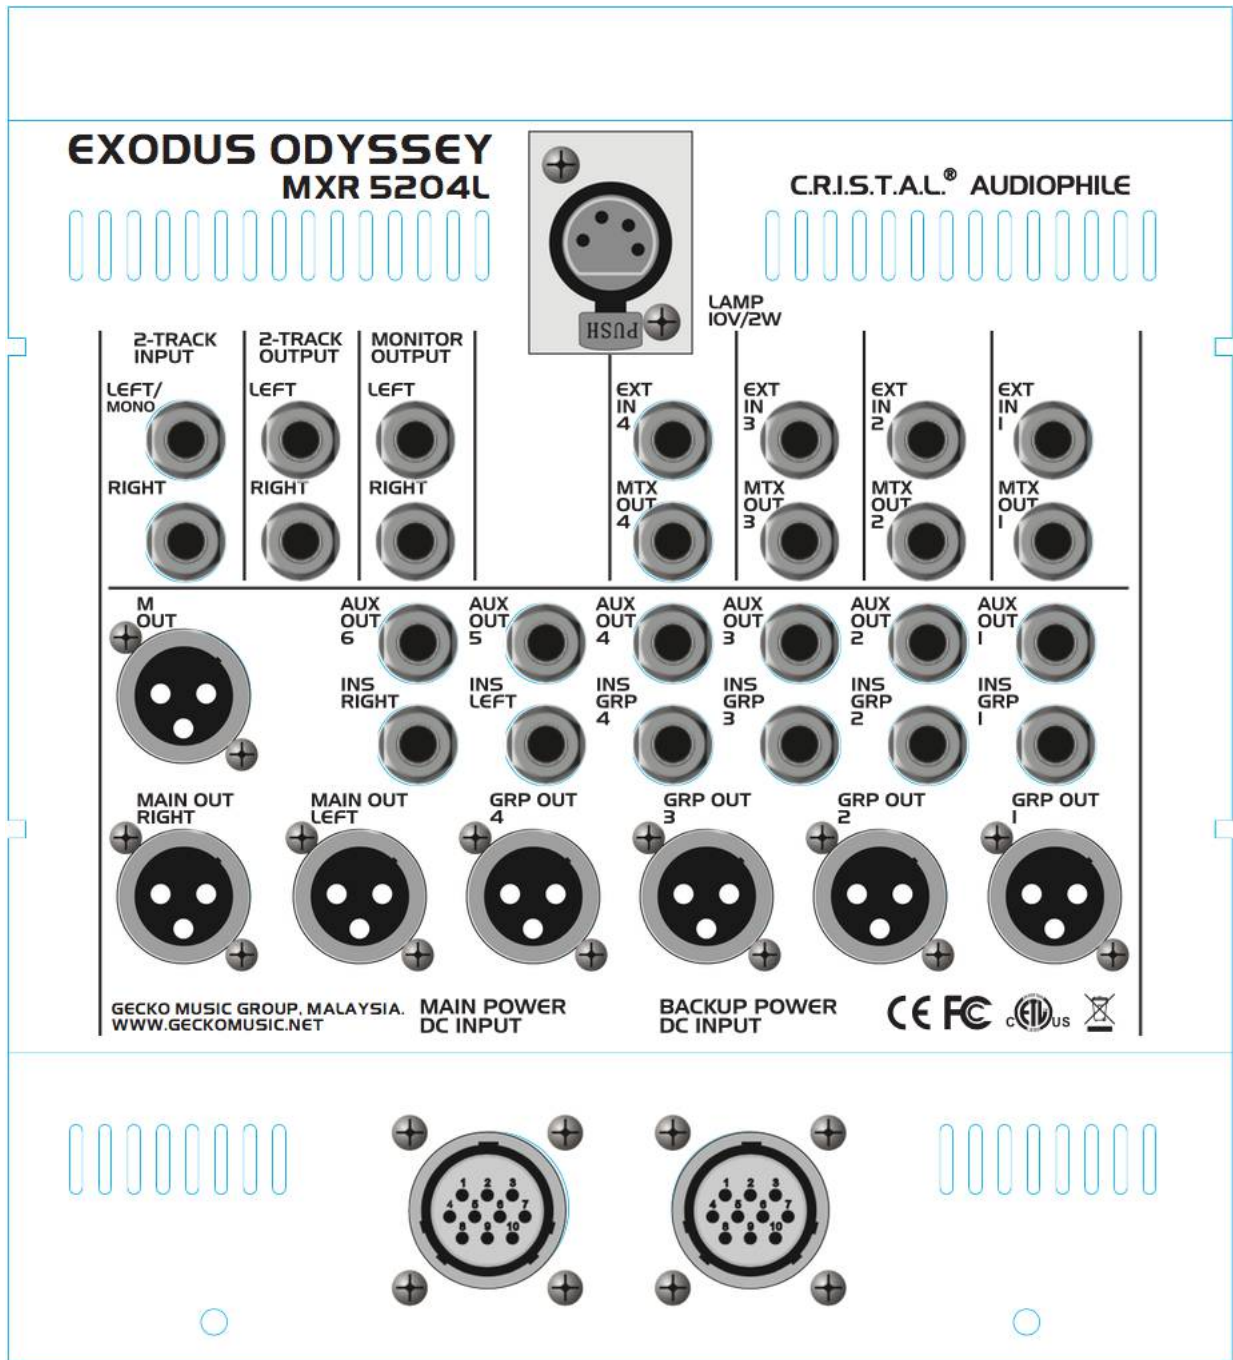 EXODUS ODYSSEY
MXR 5204L
C.R.I.S.T.A.L.® AUDIOPHILE
PUSH
LAMP
10V/2W
2-TRACK
INPUT
2-TRACK
OUTPUT
MONITOR
OUTPUT
LEFT/
MONO
LEFT
LEFT
EXT
IN
4
EXT
IN
3
EXT
IN
2
EXT
IN
1
RIGHT
RIGHT
RIGHT
MTX
OUT
4
MTX
OUT
3
MTX
OUT
2
MTX
OUT
1
M
OUT
AUX
OUT
6
AUX
OUT
5
AUX
OUT
4
AUX
OUT
3
AUX
OUT
2
AUX
OUT
1
INS
RIGHT
INS
LEFT
INS
GRP
4
INS
GRP
3
INS
GRP
2
INS
GRP
1
MAIN OUT
RIGHT
MAIN OUT
LEFT
GRP OUT
4
GRP OUT
3
GRP OUT
2
GRP OUT
1
GECKO MUSIC GROUP, MALAYSIA.
WWW.GECKOMUSIC.NET
MAIN POWER
DC INPUT
BACKUP POWER
DC INPUT
CE FC C ETL US
1 2 3
4 5 6 7
8 9 10
1 2 3
4 5 6 7
8 9 10